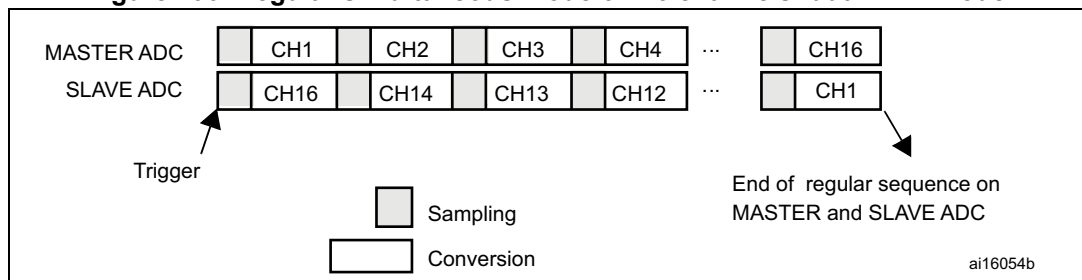 MASTER ADC CH1 CH2 CH3 CH4 ... CH16
SLAVE ADC CH16 CH14 CH13 CH12 ... CH1
Trigger
End of regular sequence on
MASTER and SLAVE ADC
Sampling
Conversion
ai16054b